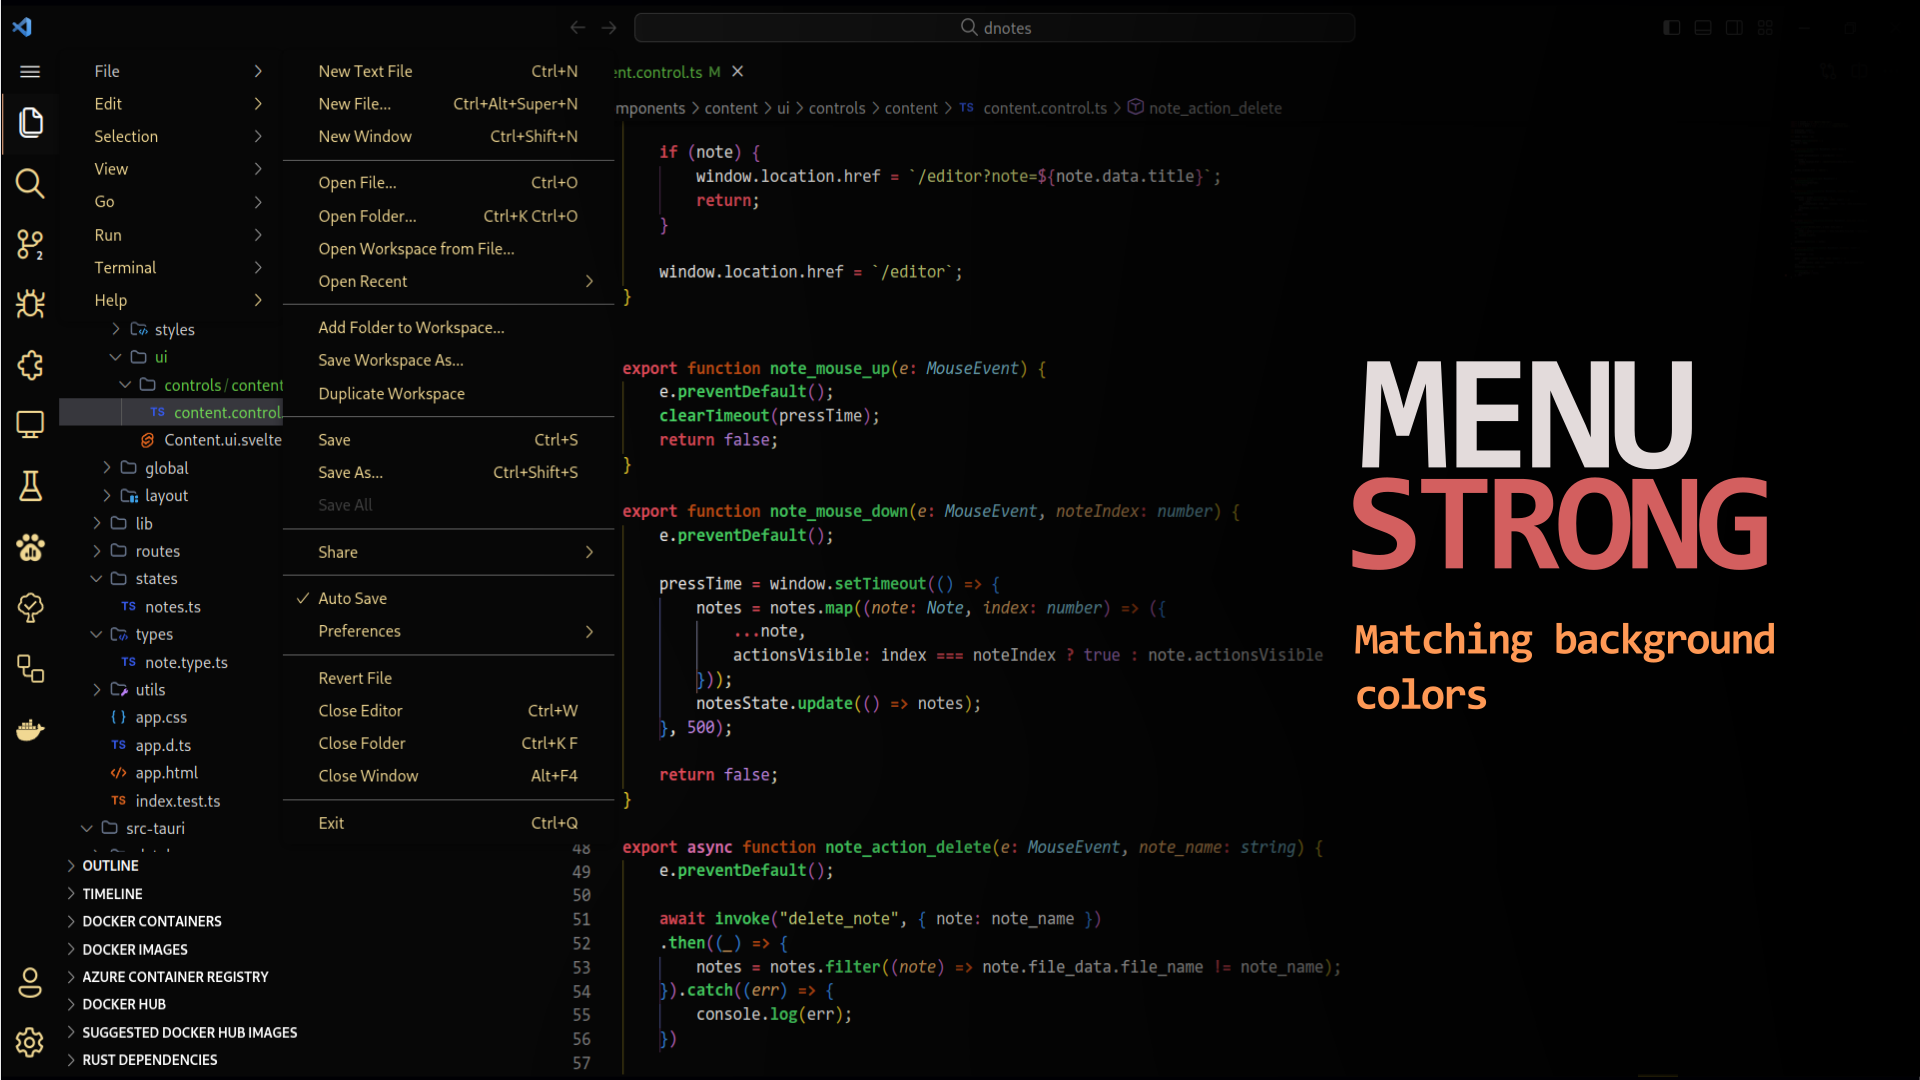 dnotes
File
Edit
Selection
View
Go
Run
Terminal
Help
New Text File Ctrl+N
New File... Ctrl+Alt+Super+N
New Window Ctrl+Shift+N
Open File... Ctrl+O
Open Folder... Ctrl+K Ctrl+O
Open Workspace from File...
Open Recent
Add Folder to Workspace...
Save Workspace As...
Duplicate Workspace
Save Ctrl+S
Save As... Ctrl+Shift+S
Save All
Share
✓ Auto Save
Preferences
Revert File
Close Editor Ctrl+W
Close Folder Ctrl+K F
Close Window Alt+F4
Exit Ctrl+Q
2
styles
ui
controls / content
TS content.control.
Content.ui.svelte
global
layout
lib
routes
states
TS notes.ts
types
TS note.type.ts
utils
{} app.css
TS app.d.ts
</> app.html
TS index.test.ts
src-tauri
OUTLINE
TIMELINE
DOCKER CONTAINERS
DOCKER IMAGES
AZURE CONTAINER REGISTRY
DOCKER HUB
SUGGESTED DOCKER HUB IMAGES
RUST DEPENDENCIES
ent.control.ts M
mponents > content > ui > controls > content > TS content.control.ts > note_action_delete
if (note) {
window.location.href = `/editor?note=${note.data.title}`;
return;
}
window.location.href = `/editor`;
}
export function note_mouse_up(e: MouseEvent) {
e.preventDefault();
clearTimeout(pressTime);
return false;
}
export function note_mouse_down(e: MouseEvent, noteIndex: number) {
e.preventDefault();
pressTime = window.setTimeout(() => {
notes = notes.map((note: Note, index: number) => ({
...note,
actionsVisible: index === noteIndex ? true : note.actionsVisible
}));
notesState.update(() => notes);
}, 500);
return false;
}
48 export async function note_action_delete(e: MouseEvent, note_name: string) {
49 e.preventDefault();
50
51 await invoke("delete_note", { note: note_name })
52 .then((_) => {
53 notes = notes.filter((note) => note.file_data.file_name != note_name);
54 }).catch((err) => {
55 console.log(err);
56 })
57
MENU
STRONG
Matching background
colors